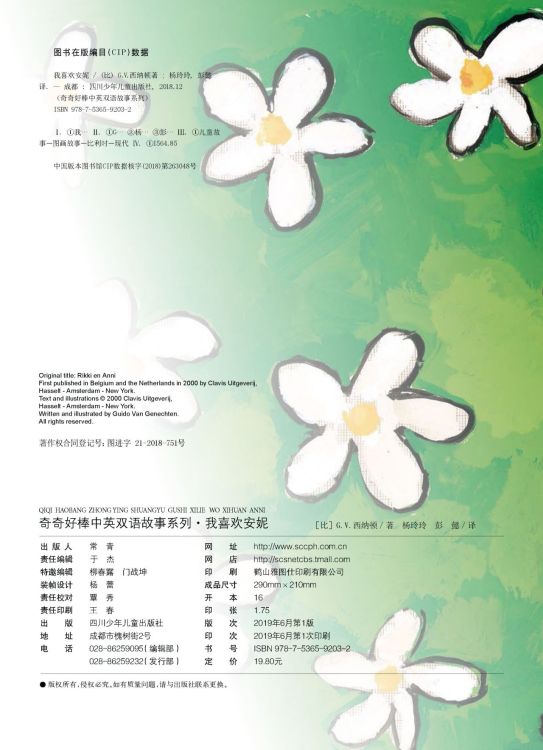 图书在版编目(CIP)数据
我喜欢安妮 / (比) G.V.西纳顿著 ; 杨玲玲, 彭懿
译. — 成都 : 四川少年儿童出版社, 2018.12
(奇奇好棒中英双语故事系列)
ISBN 978-7-5365-9203-2
Ⅰ. ①我… Ⅱ. ①G… ②杨… ③彭… Ⅲ. ①儿童故
事－图画故事－比利时－现代 Ⅳ. ①I564.85
中国版本图书馆CIP数据核字(2018)第263048号
Original title: Rikki en Anni
First published in Belgium and the Netherlands in 2000 by Clavis Uitgeverij,
Hasselt - Amsterdam - New York.
Text and illustrations © 2000 Clavis Uitgeverij,
Hasselt - Amsterdam - New York.
Written and illustrated by Guido Van Genechten.
All rights reserved.
著作权合同登记号: 图进字 21-2018-751号
QIQI HAOBANG ZHONG YING SHUANGYU GUSHI XILIE WO XIHUAN ANNI
奇奇好棒中英双语故事系列·我喜欢安妮 [比] G.V.西纳顿/著 杨玲玲 彭 懿/译
出 版 人 常 青 网 址 http://www.sccph.com.cn
责任编辑 于 杰 网 店 http://scsnetcbs.tmall.com
特邀编辑 柳春露 门战坤 印 刷 鹤山雅图仕印刷有限公司
装帧设计 杨 蕾 成品尺寸 290mm×210mm
责任校对 覃 秀 开 本 16
责任印制 王 春 印 张 1.75
出 版 四川少年儿童出版社 版 次 2019年6月第1版
地 址 成都市槐树街2号 印 次 2019年6月第1次印刷
电 话 028-86259095(编辑部) 书 号 ISBN 978-7-5365-9203-2
028-86259232(发行部) 定 价 19.80元
● 版权所有,侵权必究。如有质量问题,请与出版社联系更换。